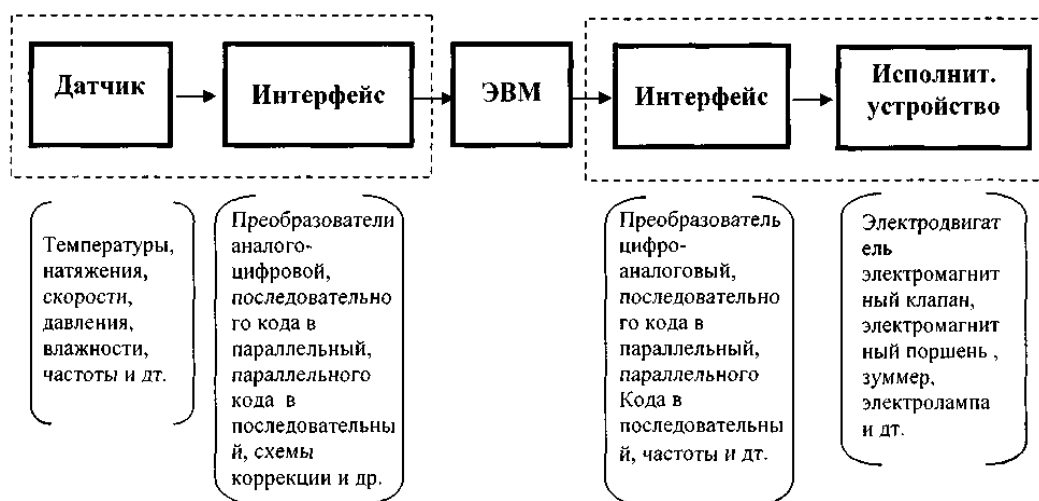 Датчик
Интерфейс
ЭВМ
Интерфейс
Исполнит.
устройство
Температуры,
натяжения,
скорости,
давления,
влажности,
частоты и дт.
Преобразователи
аналого-
цифровой,
последовательно
го кода в
параллельный,
параллельного
кода в
последовательны
й, схемы
коррекции и др.
Преобразователь
цифро-
аналоговый,
последовательно
го кода в
параллельный,
параллельного
Кода в
последовательны
й, частоты и дт.
Электродвигат
ель
электромагнит
ный клапан,
электромагнит
ный поршень ,
зуммер,
электролампа
и дт.